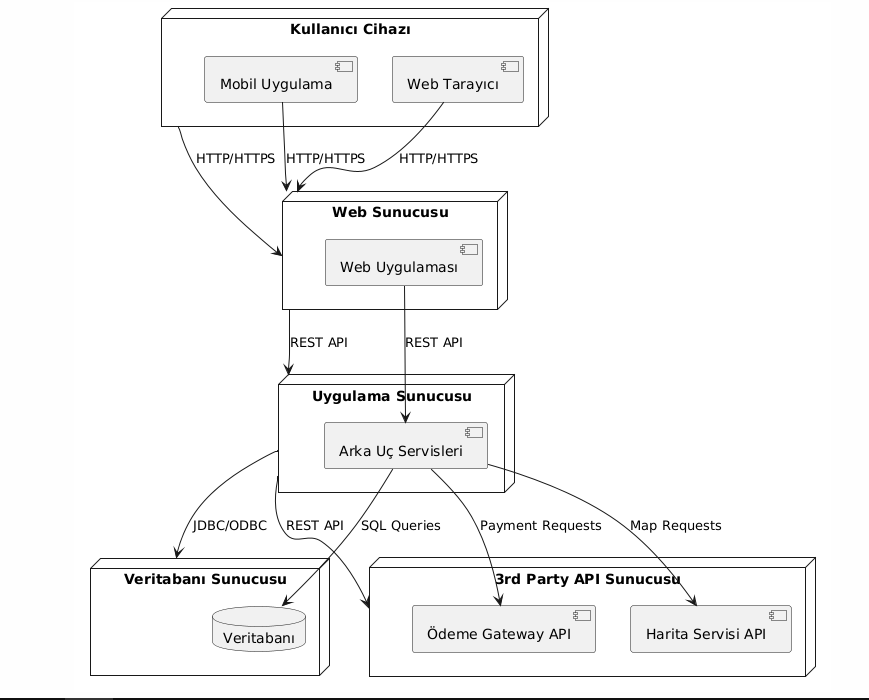 Kullanıcı Cihazı
Mobil Uygulama
Web Tarayıcı
HTTP/HTTPS
HTTP/HTTPS
HTTP/HTTPS
Web Sunucusu
Web Uygulaması
REST API
REST API
Uygulama Sunucusu
Arka Uç Servisleri
JDBC/ODBC
REST API
SQL Queries
Payment Requests
Map Requests
Veritabanı Sunucusu
3rd Party API Sunucusu
Veritabanı
Ödeme Gateway API
Harita Servisi API